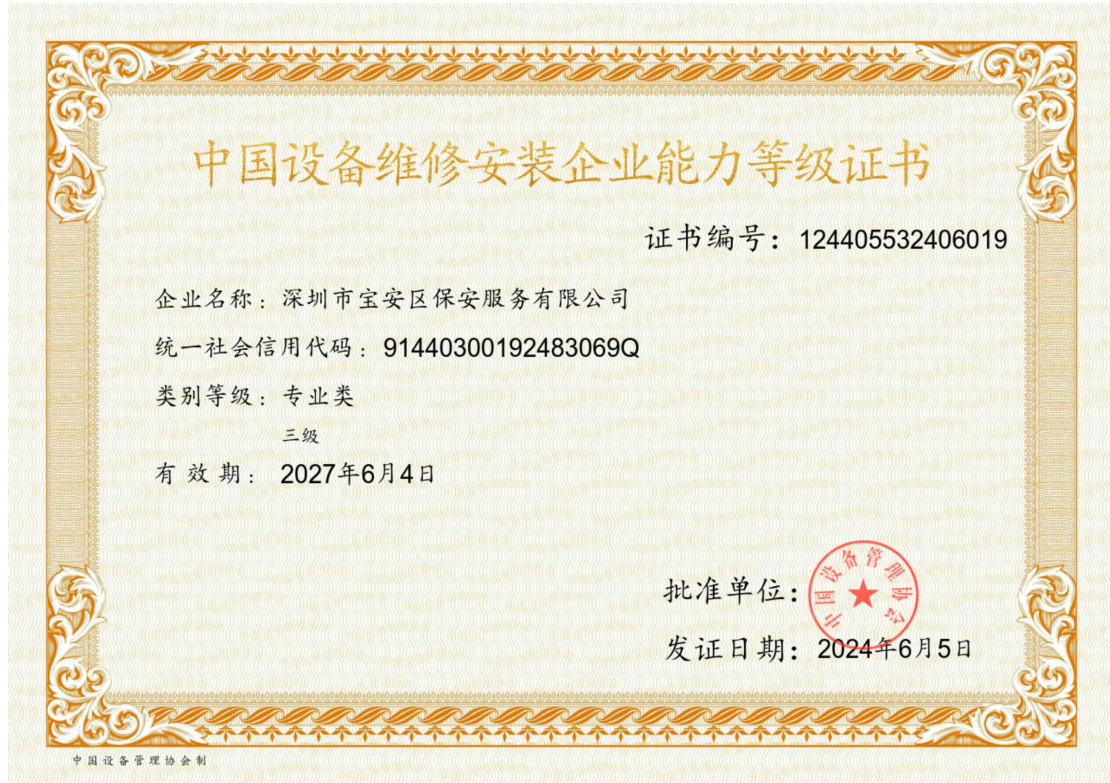 中国设备维修安装企业能力等级证书
证书编号：124405532406019
企业名称：深圳市宝安区保安服务有限公司
统一社会信用代码：91440300192483069Q
类别等级：专业类
三级
有 效 期： 2027年6月4日
中国设备管理协会
批准单位：
发证日期：2024年6月5日
中国设备管理协会制